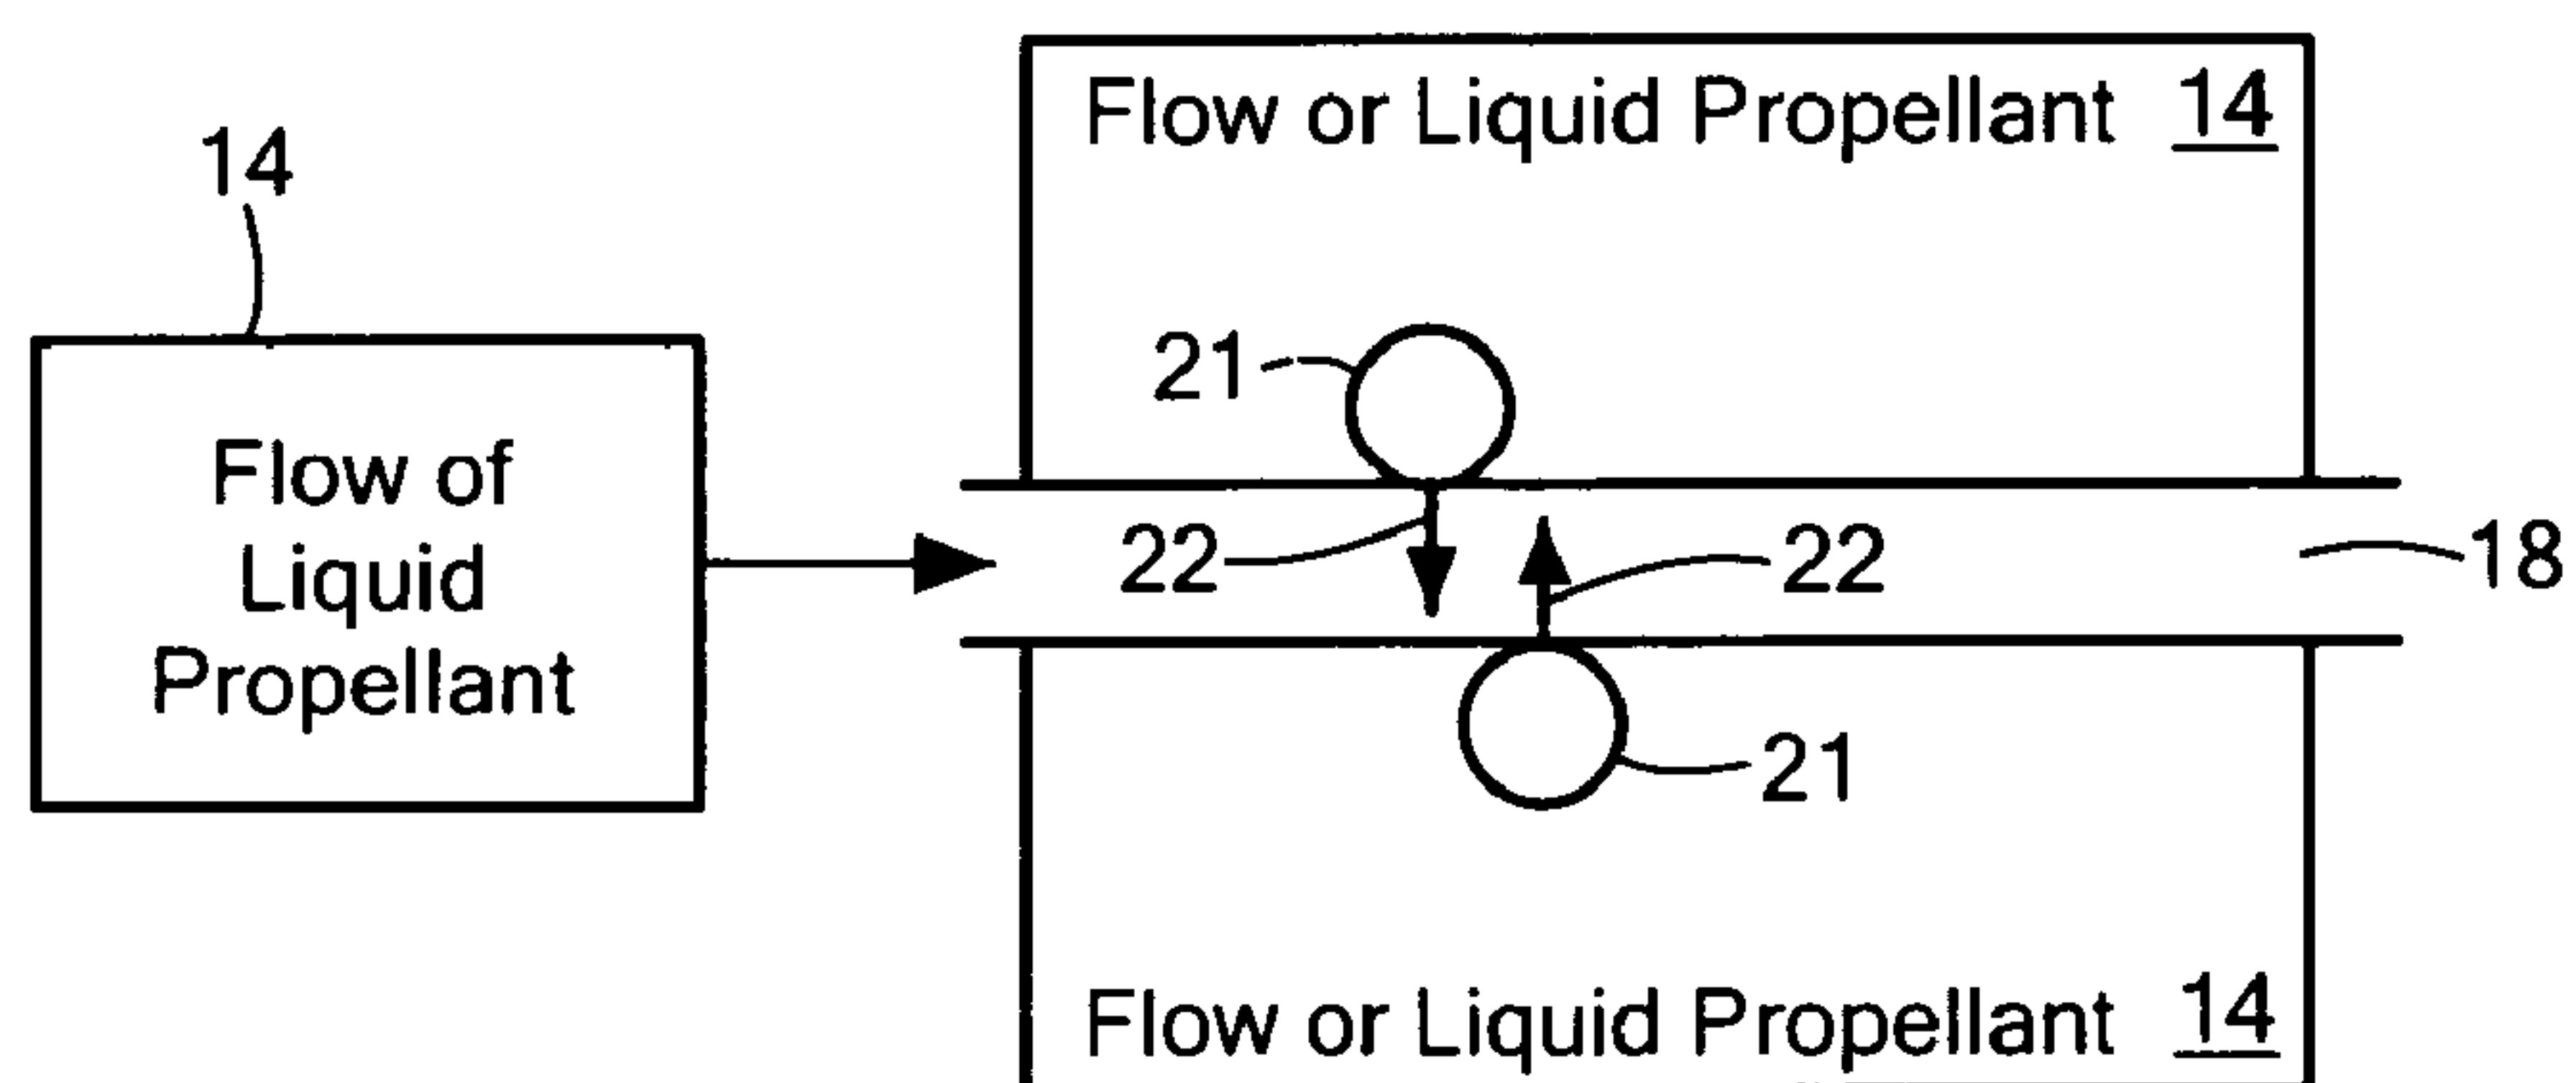 14
Flow of
Liquid
Propellant
Flow or Liquid Propellant 14
21
22
22
18
21
Flow or Liquid Propellant 14